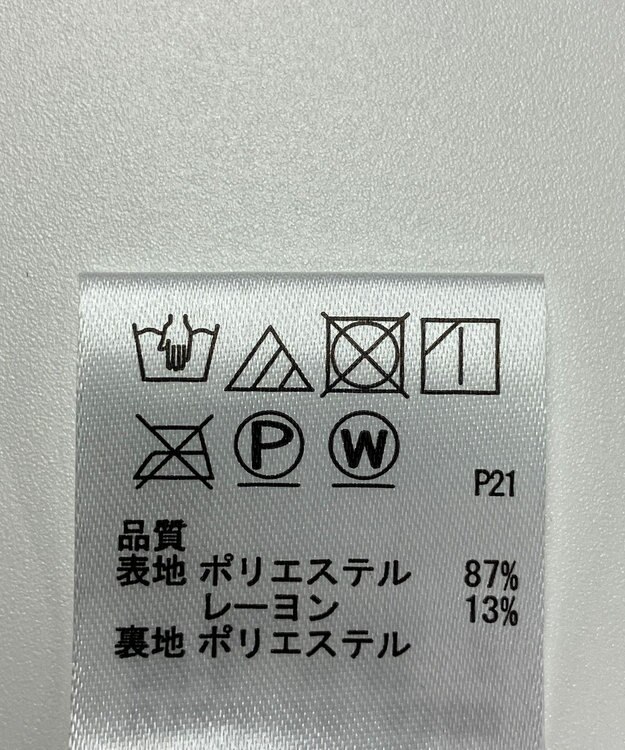 P
W
P21
品質
表地 ポリエステル 87%
レーヨン 13%
裏地 ポリエステル